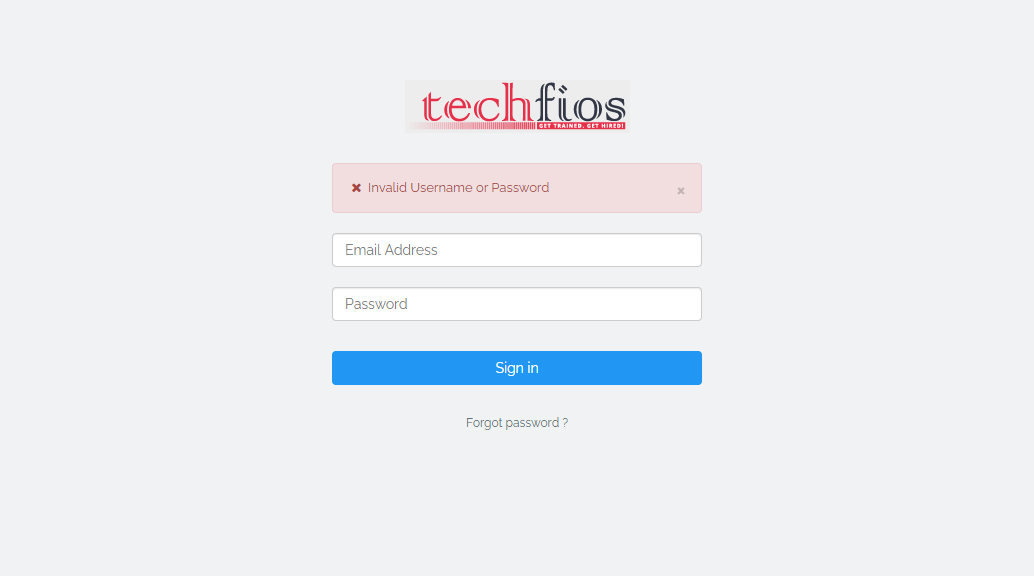 techfios
GET TRAINED. GET HIRED!
Invalid Username or Password
Email Address
Password
Sign in
Forgot password ?